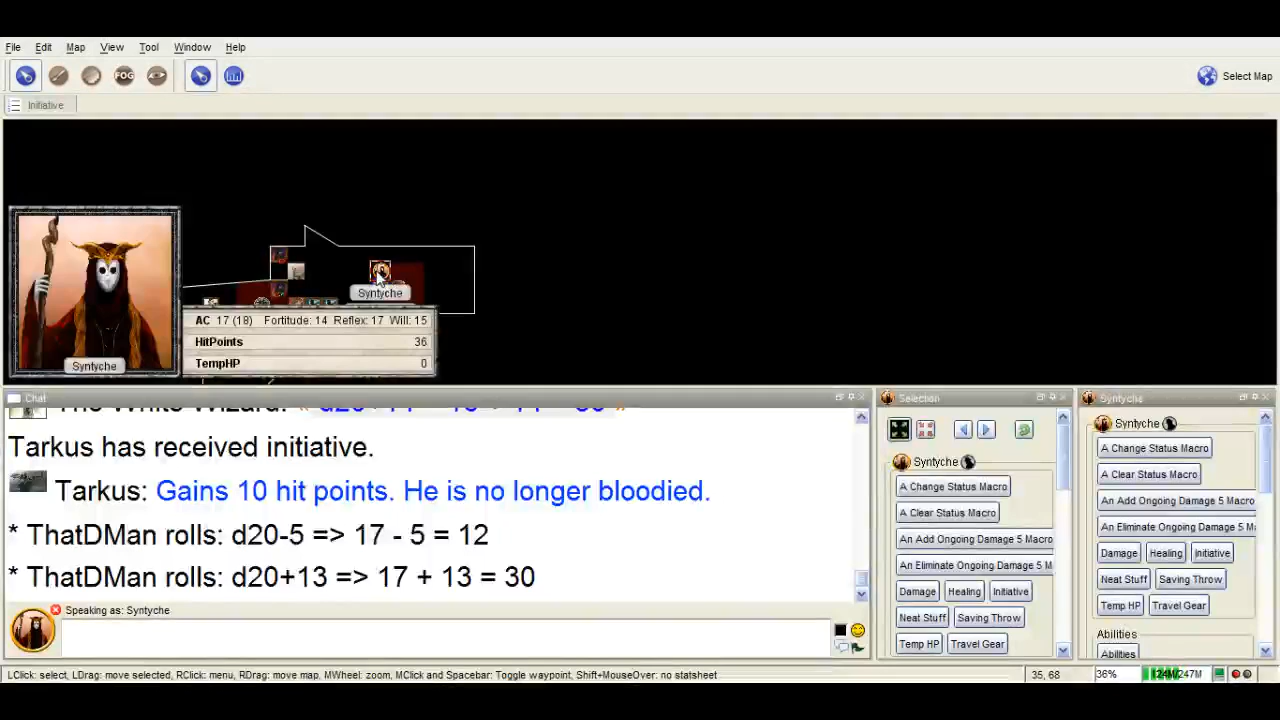 File Edit Map View Tool Window Help
FOG
Select Map
Initiative
Syntyche
AC 17 (18) Fortitude: 14 Reflex: 17 Will: 15
HitPoints 36
TempHP 0
Syntyche
Chat
Tarkus has received initiative.
Tarkus: Gains 10 hit points. He is no longer bloodied.
* ThatDMan rolls: d20-5 => 17 - 5 = 12
* ThatDMan rolls: d20+13 => 17 + 13 = 30
Speaking as: Syntyche
Selection
Syntyche
A Change Status Macro
A Clear Status Macro
An Add Ongoing Damage 5 Macro
An Eliminate Ongoing Damage 5 M
Damage Healing Initiative
Neat Stuff Saving Throw
Temp HP Travel Gear
Syntyche
Syntyche
A Change Status Macro
A Clear Status Macro
An Add Ongoing Damage 5 Macro
An Eliminate Ongoing Damage 5 M
Damage Healing Initiative
Neat Stuff Saving Throw
Temp HP Travel Gear
Abilities
Abilities
LClick: select, LDrag: move selected, RClick: menu, RDrag: move map, MWheel: zoom, MClick and Spacebar: Toggle waypoint, Shift+MouseOver: no statsheet
35, 68
36%
124M/247M